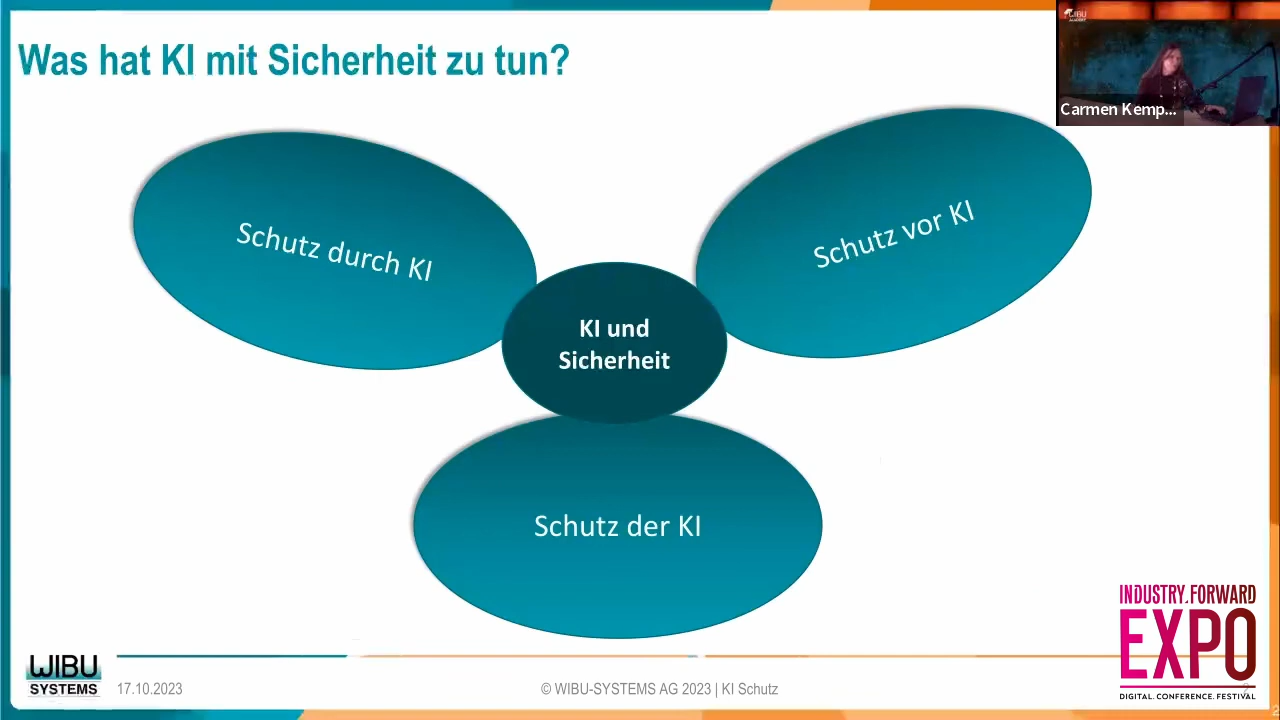 Was hat KI mit Sicherheit zu tun?
WIBU
Carmen Kemp...
Schutz durch KI
Schutz vor KI
KI und
Sicherheit
Schutz der KI
INDUSTRY.FORWARD
EXPO
DIGITAL. CONFERENCE. FESTIVAL
WIBU
SYSTEMS
17.10.2023
© WIBU-SYSTEMS AG 2023 | KI Schutz
2